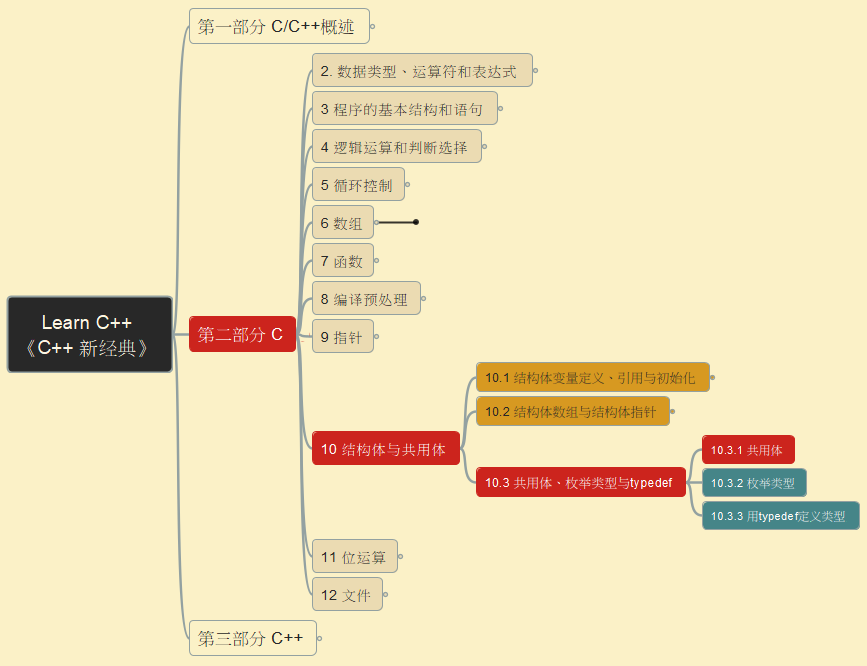 第一部分 C/C++概述
2. 数据类型、运算符和表达式
3 程序的基本结构和语句
4 逻辑运算和判断选择
5 循环控制
6 数组
7 函数
8 编译预处理
Learn C++
《C++ 新经典》
第二部分 C
9 指针
10.1 结构体变量定义、引用与初始化
10.2 结构体数组与结构体指针
10 结构体与共用体
10.3 共用体、枚举类型与typedef
10.3.1 共用体
10.3.2 枚举类型
10.3.3 用typedef定义类型
11 位运算
12 文件
第三部分 C++